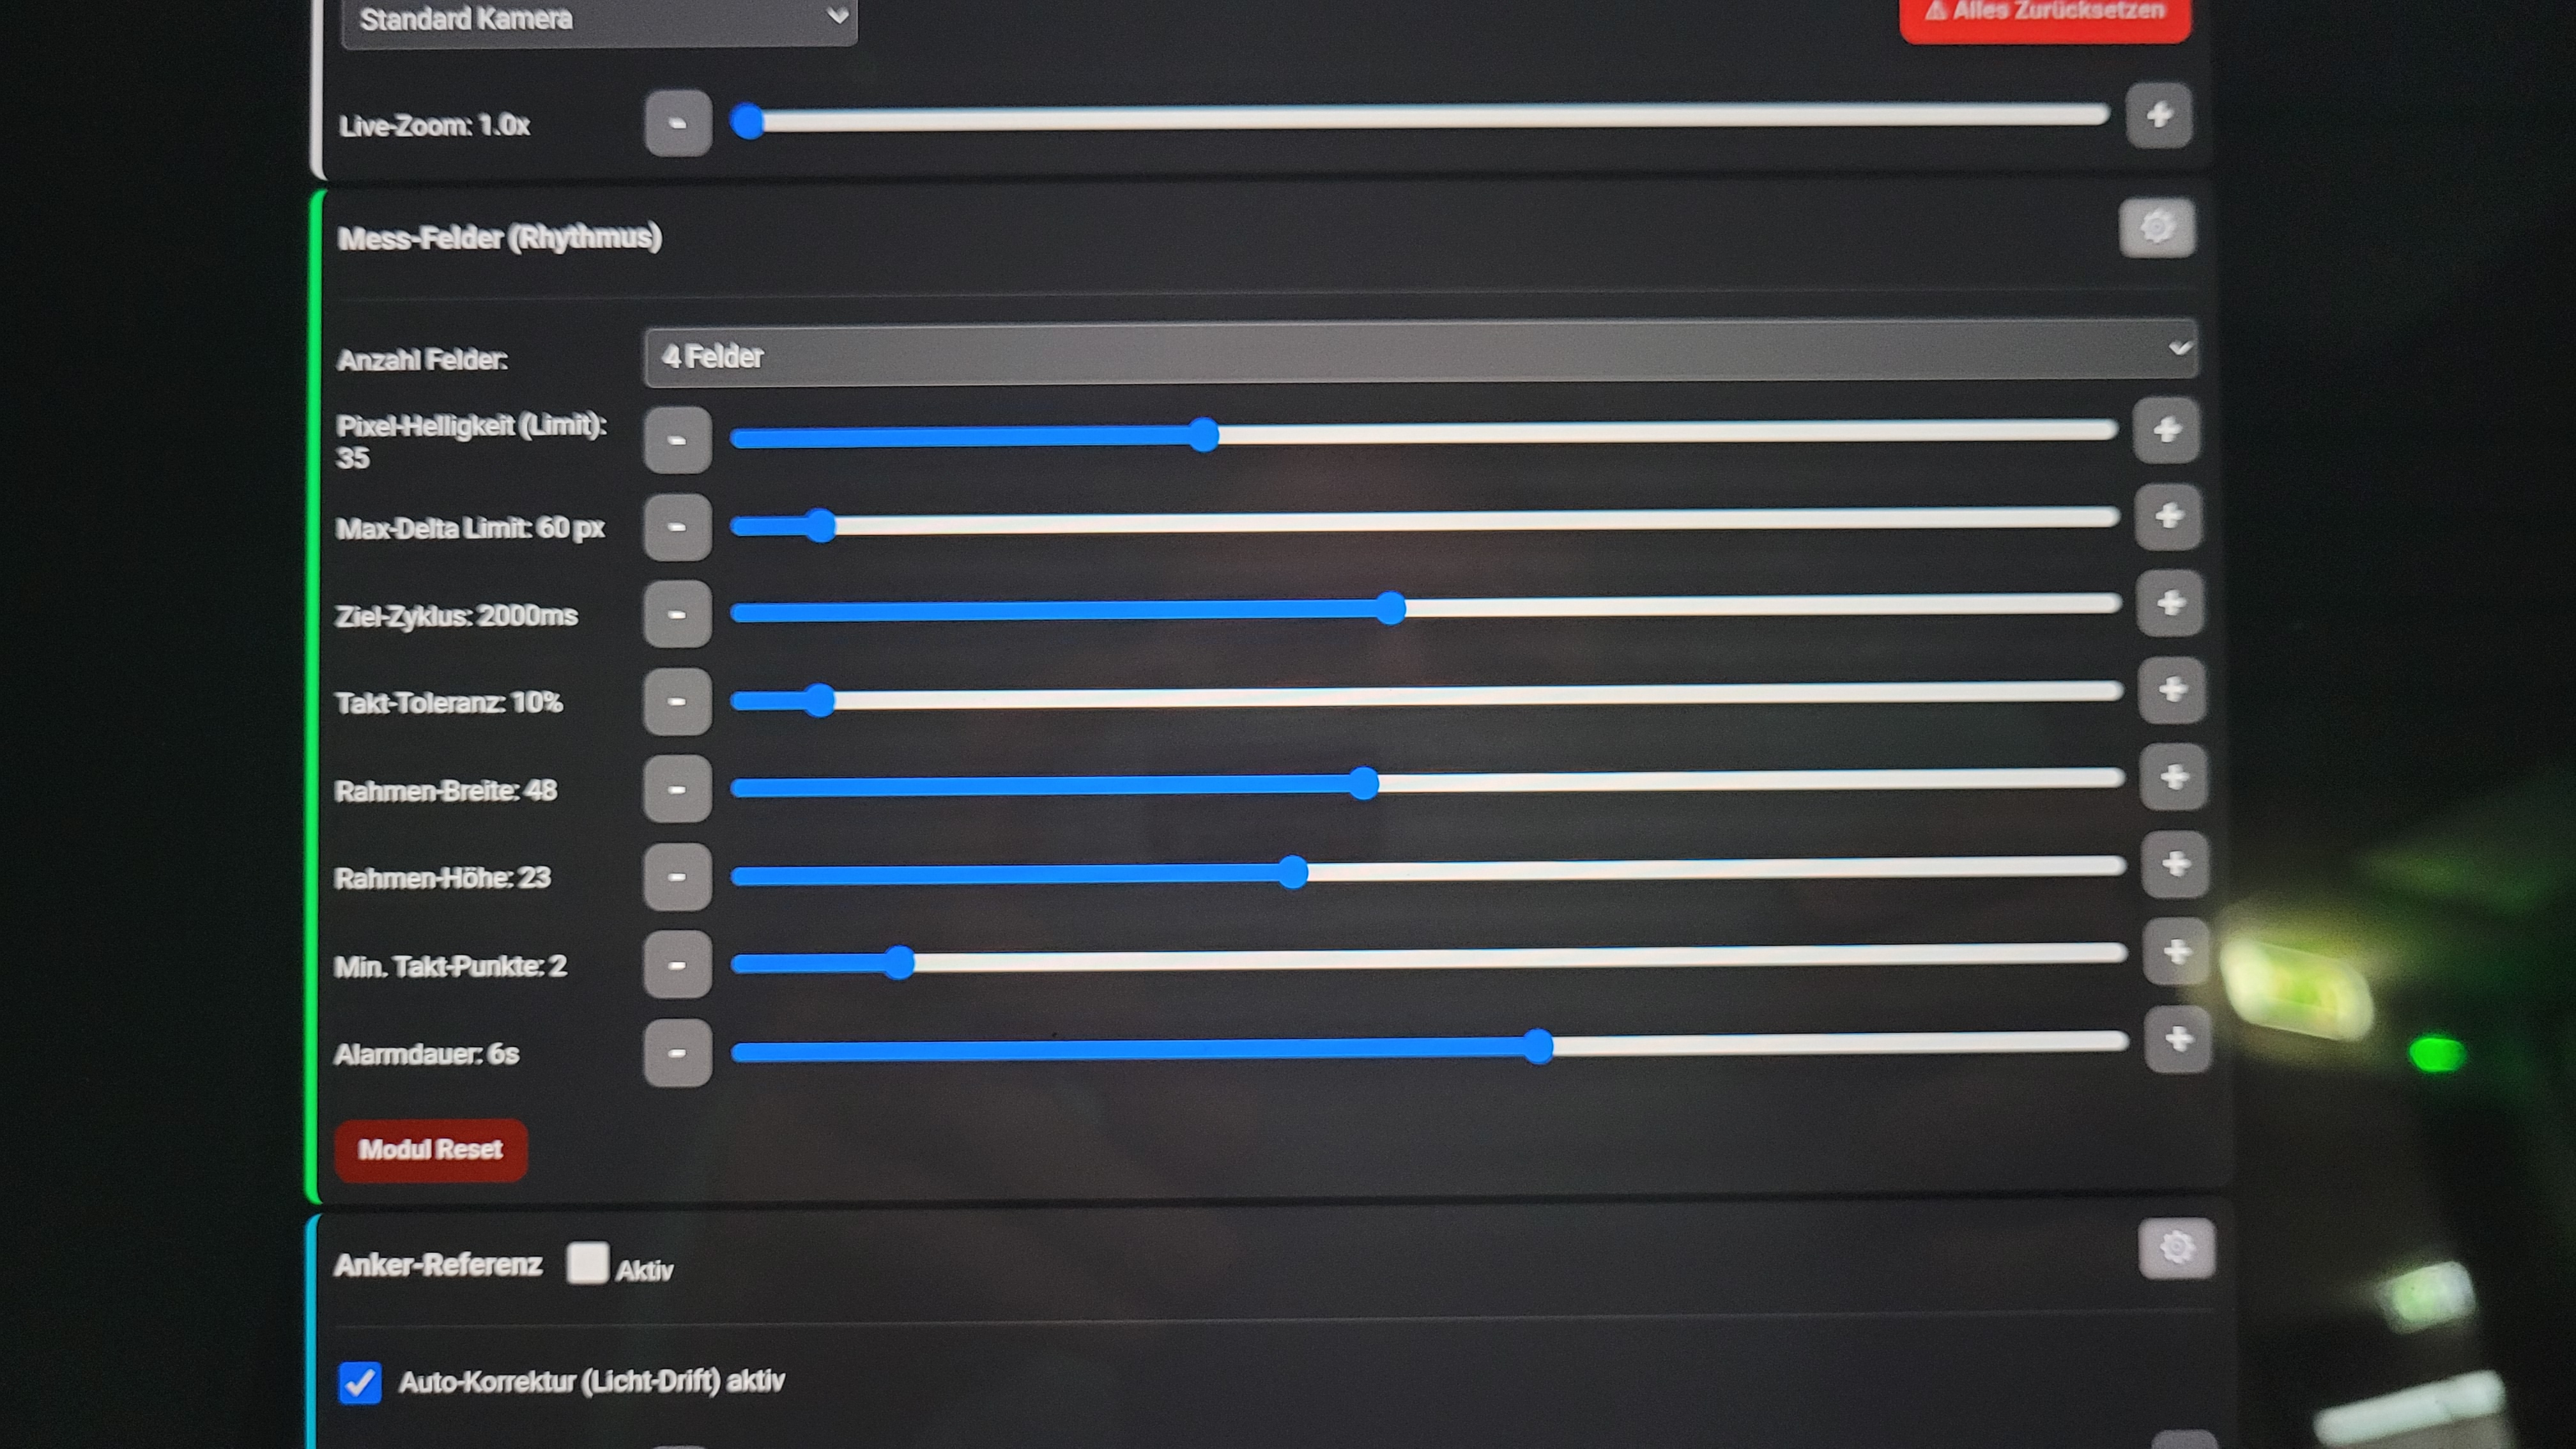 Standard Kamera
⚠ Alles Zurücksetzen
Live-Zoom: 1.0x
-
+
Mess-Felder (Rhythmus)
Anzahl Felder:
4 Felder
Pixel-Helligkeit (Limit):
35
-
+
Max-Delta Limit: 60 px
-
+
Ziel-Zyklus: 2000ms
-
+
Takt-Toleranz: 10%
-
+
Rahmen-Breite: 48
-
+
Rahmen-Höhe: 23
-
+
Min. Takt-Punkte: 2
-
+
Alarmdauer: 6s
-
+
Modul Reset
Anker-Referenz
Aktiv
Auto-Korrektur (Licht-Drift) aktiv